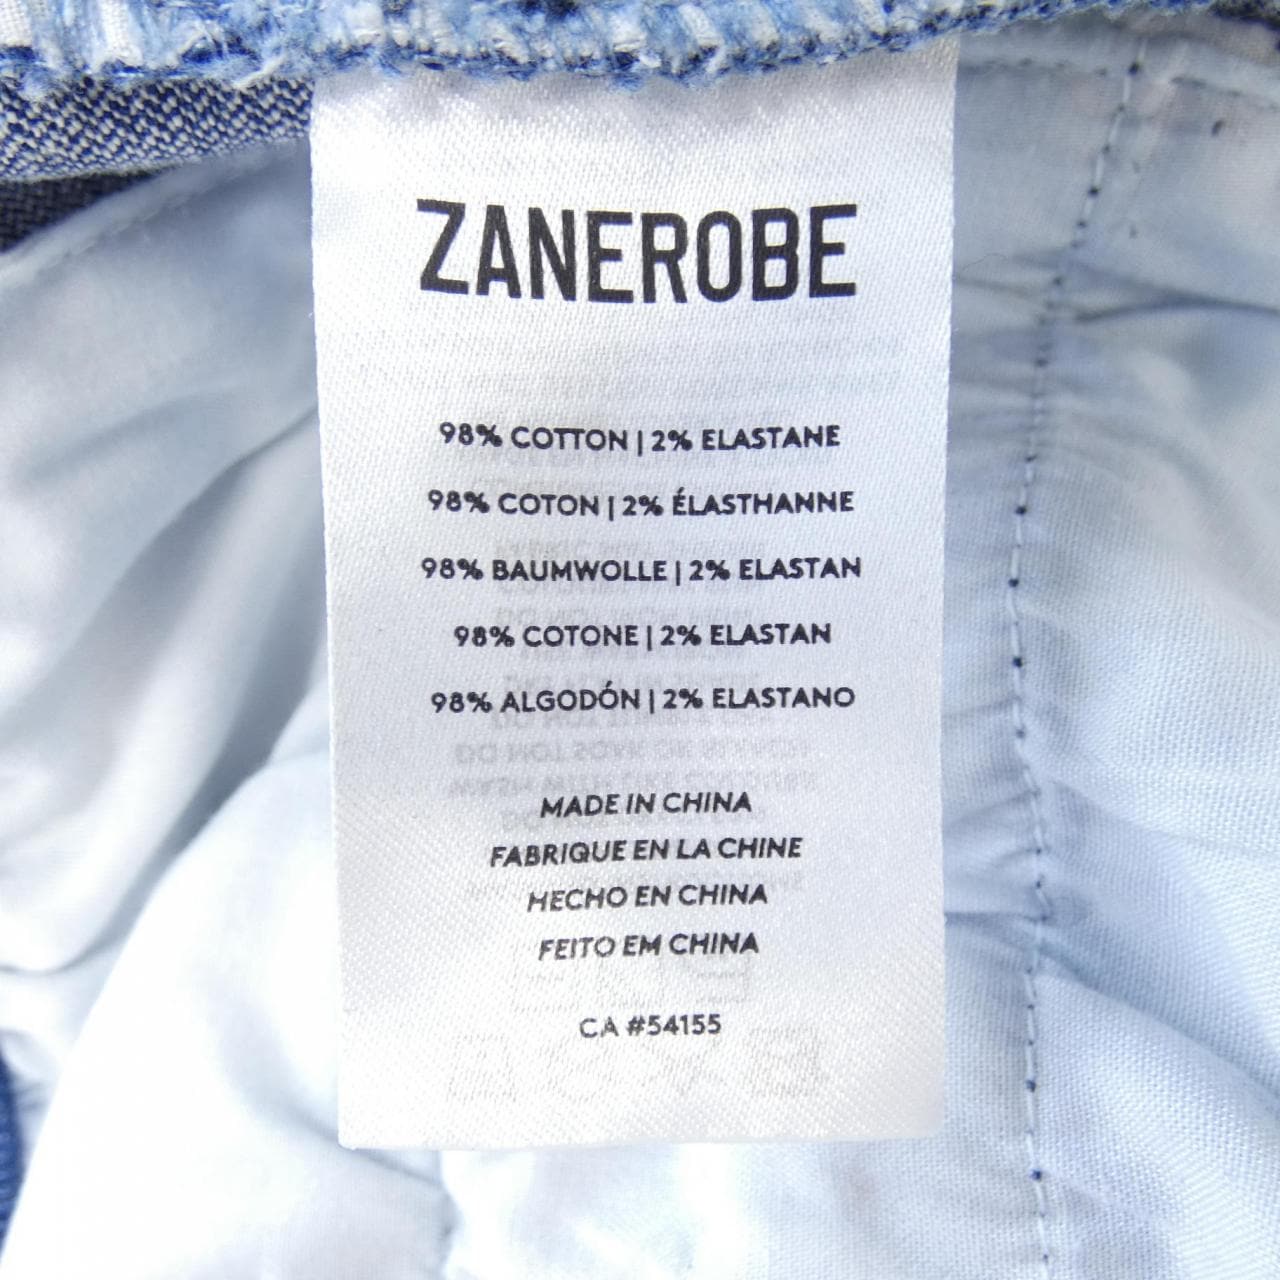 ZANEROBE
98% COTTON | 2% ELASTANE
98% COTON | 2% ÉLASTHANNE
98% BAUMWOLLE | 2% ELASTAN
98% COTONE | 2% ELASTAN
98% ALGODÓN | 2% ELASTANO
MADE IN CHINA
FABRIQUE EN LA CHINE
HECHO EN CHINA
FEITO EM CHINA
CA #54155